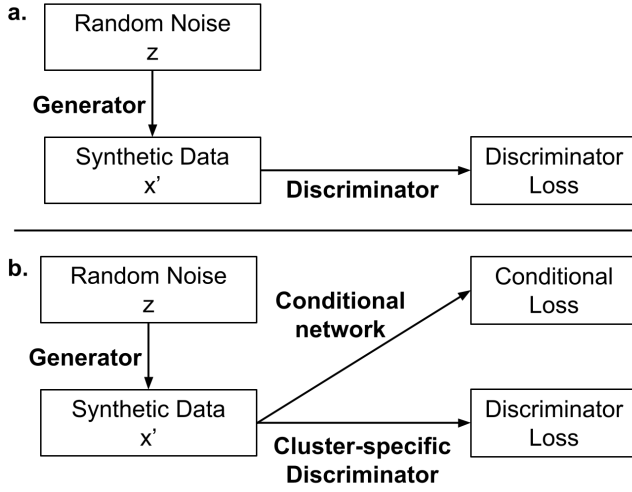 a.
Random Noise
z
Generator
Synthetic Data
x'
Discriminator
Discriminator
Loss
b.
Random Noise
z
Generator
Synthetic Data
x'
Conditional
network
Conditional
Loss
Cluster-specific
Discriminator
Discriminator
Loss